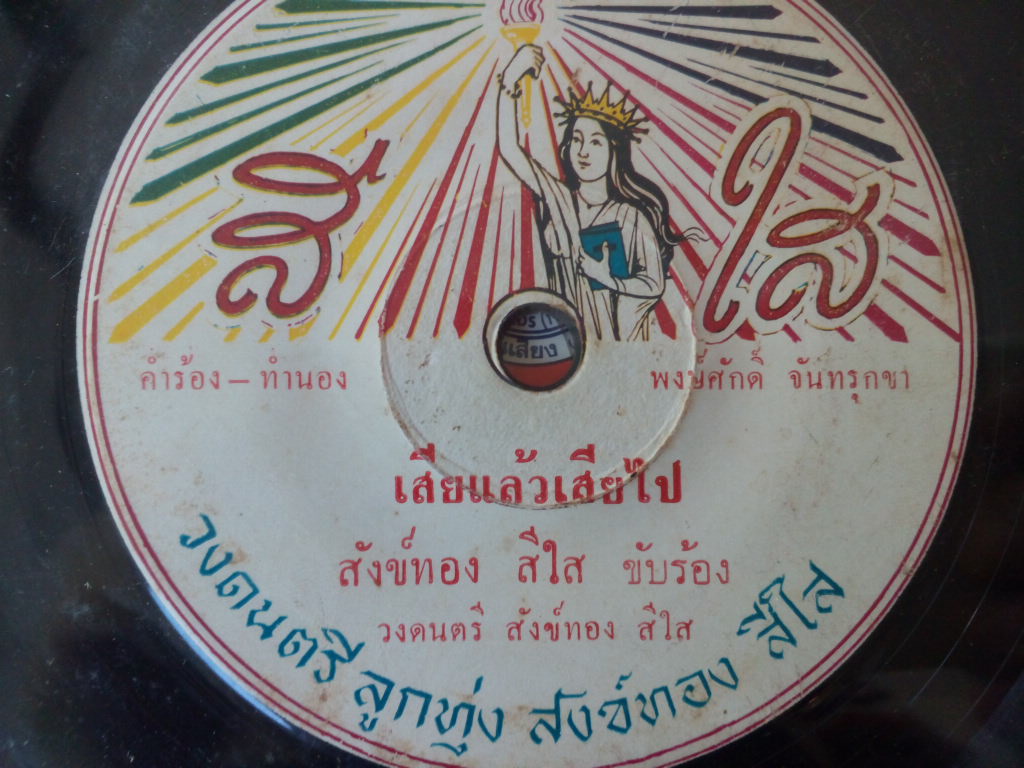 สี ใส
คำร้อง – ทำนอง พงษ์ศักดิ์ จันทรุกขา
เสียแล้วเสียไป
สังข์ทอง สีใส ขับร้อง
วงดนตรี สังข์ทอง สีใส
วงดนตรีลูกทุ่ง สังข์ทอง สีใส
เสียง